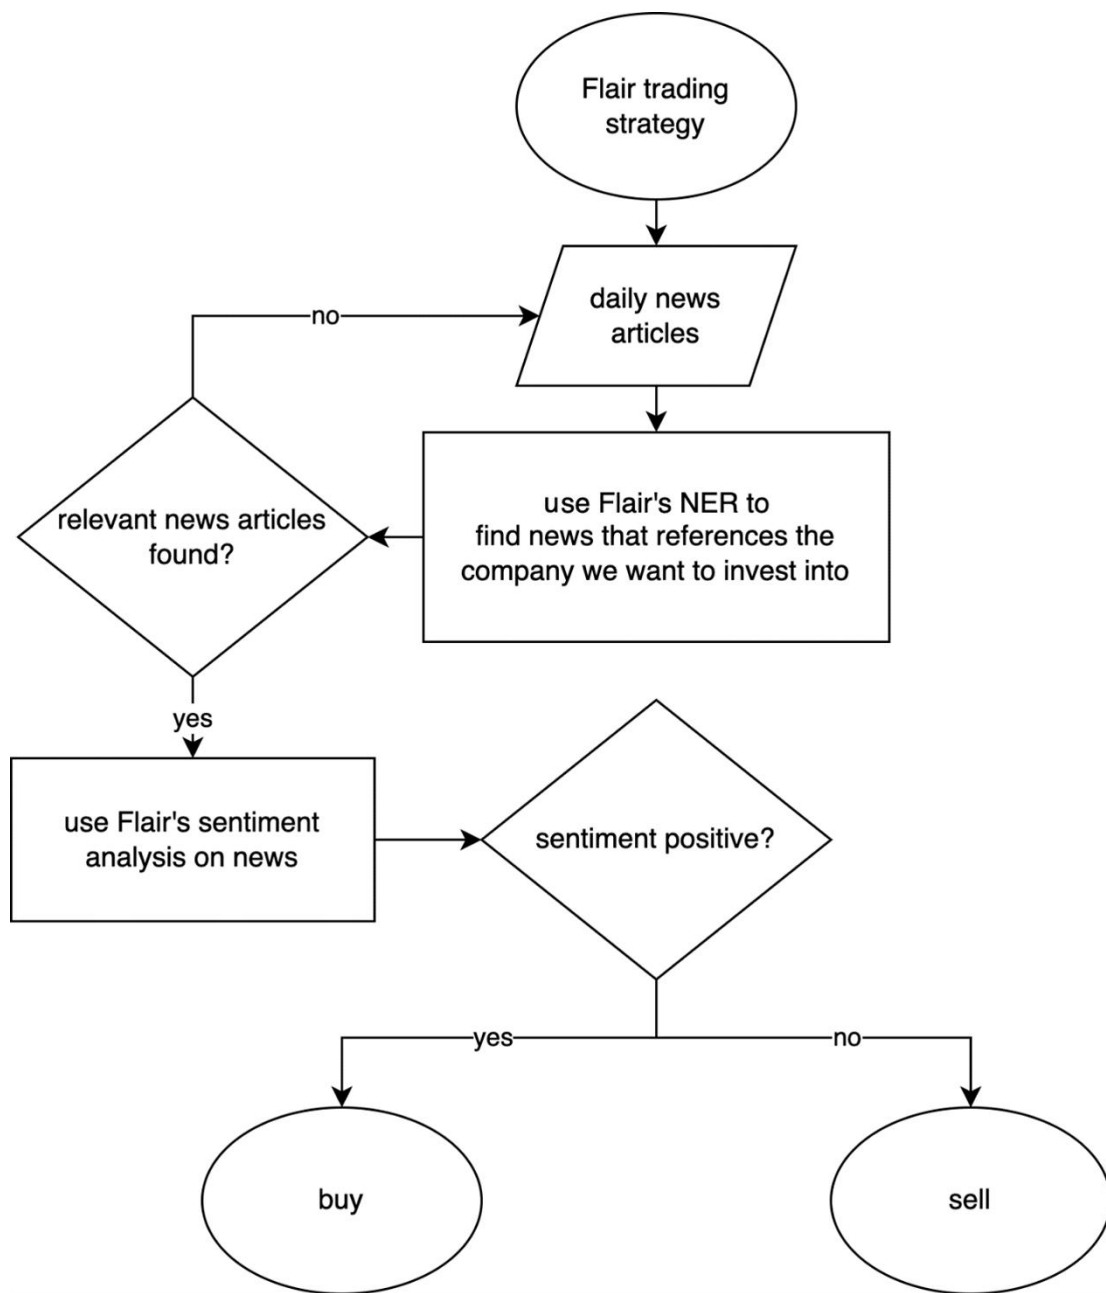 Flair trading
strategy
daily news
articles
no
use Flair's NER to
find news that references the
company we want to invest into
relevant news articles
found?
yes
use Flair's sentiment
analysis on news
sentiment positive?
yes
no
buy
sell